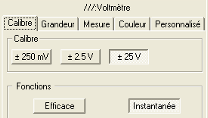 ///:Voltmètre
Calibre Grandeur Mesure Couleur Personnalisé
Calibre
± 250 mV ± 2.5 V ± 25 V
Fonctions
Efficace Instantanée